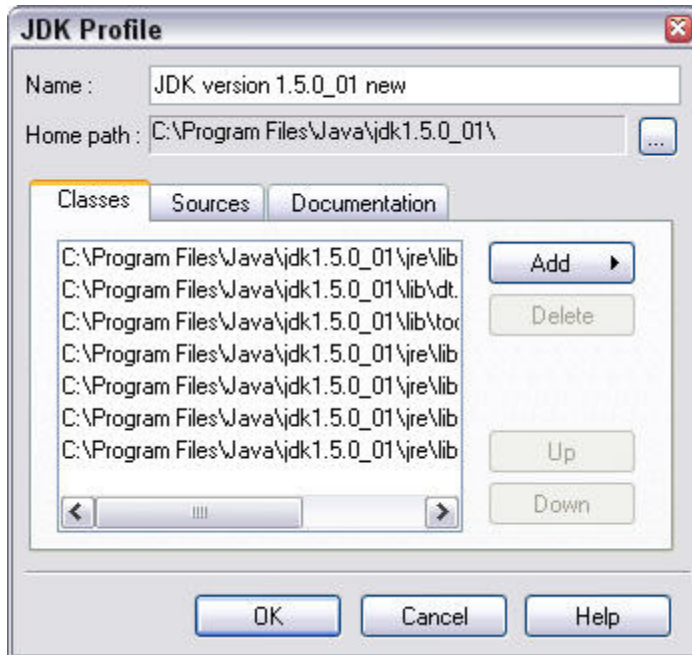 JDK Profile
Name :
JDK version 1.5.0_01 new
Home path :
C:\Program Files\Java\jdk1.5.0_01\
...
Classes
Sources
Documentation
C:\Program Files\Java\jdk1.5.0_01\jre\lib
C:\Program Files\Java\jdk1.5.0_01\lib\dt.
C:\Program Files\Java\jdk1.5.0_01\lib\too
C:\Program Files\Java\jdk1.5.0_01\jre\lib
C:\Program Files\Java\jdk1.5.0_01\jre\lib
C:\Program Files\Java\jdk1.5.0_01\jre\lib
C:\Program Files\Java\jdk1.5.0_01\jre\lib
Add
Delete
Up
Down
OK
Cancel
Help